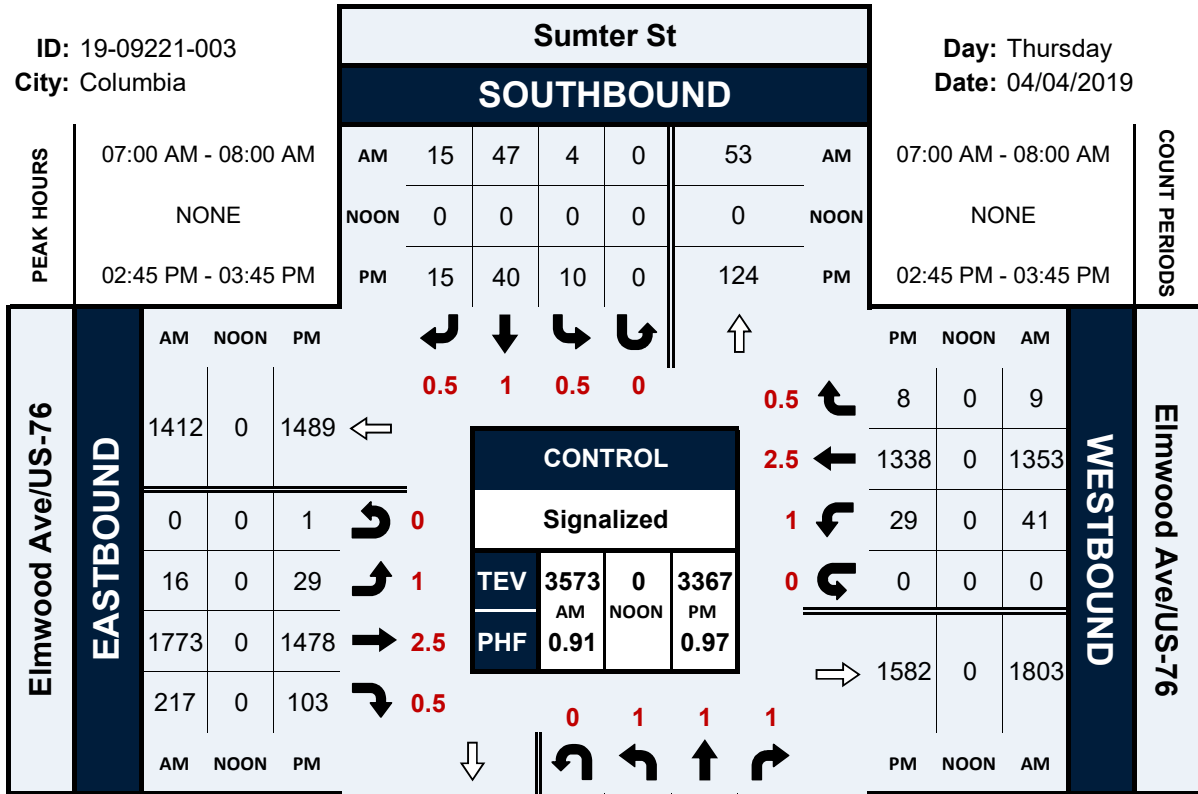 ID: 19-09221-003
City: Columbia
Sumter St
SOUTHBOUND
Day: Thursday
Date: 04/04/2019
PEAK HOURS
07:00 AM - 08:00 AM
NONE
02:45 PM - 03:45 PM
AM 15 47 4 0 53 AM
NOON 0 0 0 0 0 NOON
PM 15 40 10 0 124 PM
07:00 AM - 08:00 AM
NONE
02:45 PM - 03:45 PM
COUNT PERIODS
0.5 1 0.5 0
Elmwood Ave/US-76
EASTBOUND
AM NOON PM
1412 0 1489
0 0 1 0
16 0 29 1
1773 0 1478 2.5
217 0 103 0.5
AM NOON PM
CONTROL
Signalized
TEV 3573 0 3367
AM NOON PM
PHF 0.91 0.97
PM NOON AM
0.5 8 0 9
2.5 1338 0 1353
1 29 0 41
0 0 0 0
1582 0 1803
PM NOON AM
WESTBOUND
Elmwood Ave/US-76
0 1 1 1